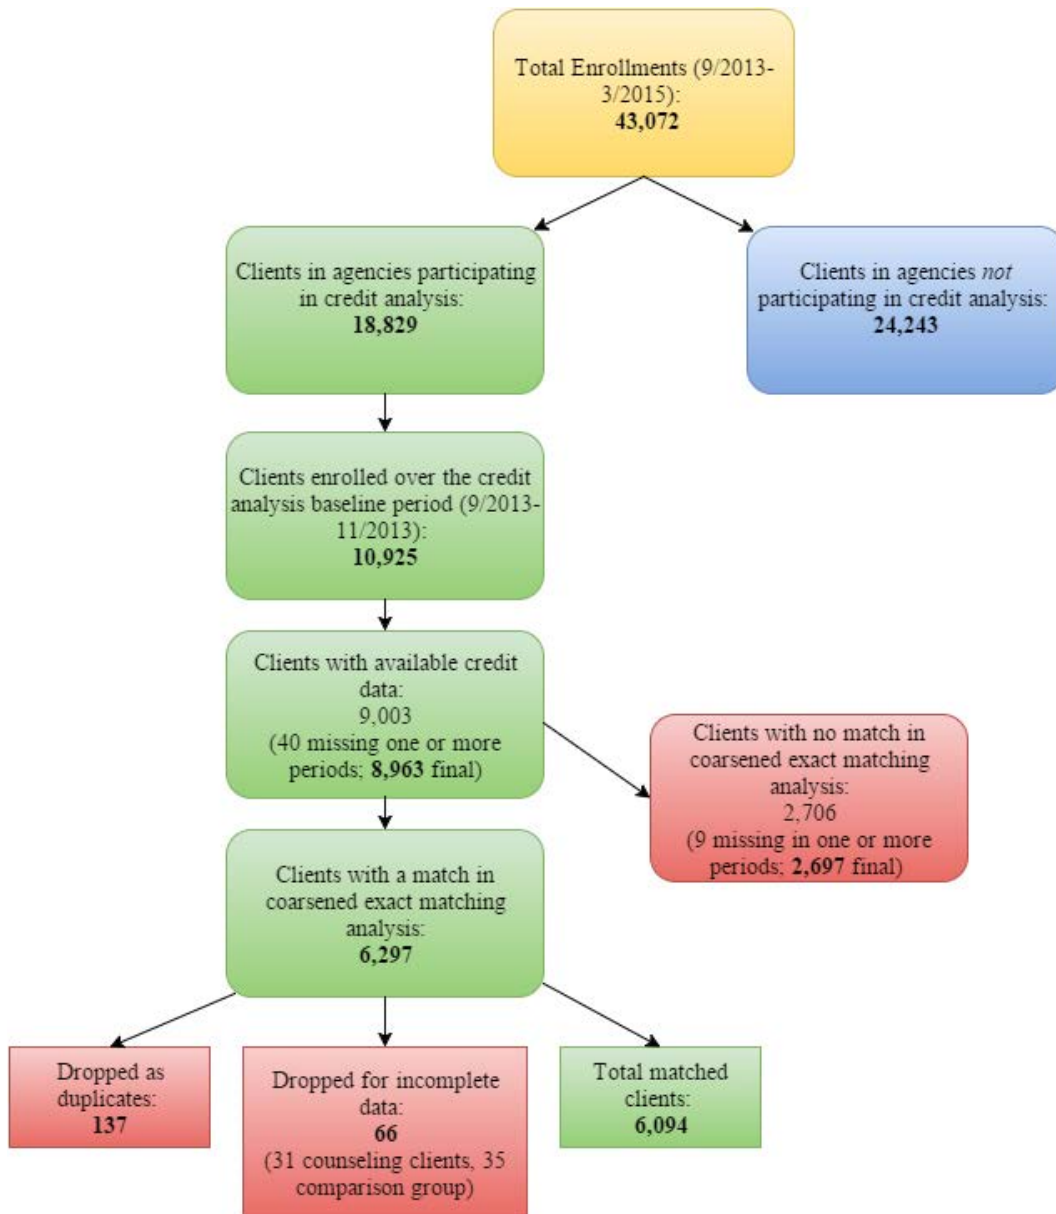 Total Enrollments (9/2013-
3/2015):
43,072
Clients in agencies participating
in credit analysis:
18,829
Clients in agencies not
participating in credit analysis:
24,243
Clients enrolled over the credit
analysis baseline period (9/2013-
11/2013):
10,925
Clients with available credit
data:
9,003
(40 missing one or more
periods; 8,963 final)
Clients with no match in
coarsened exact matching
analysis:
2,706
(9 missing in one or more
periods; 2,697 final)
Clients with a match in
coarsened exact matching
analysis:
6,297
Dropped as
duplicates:
137
Dropped for incomplete
data:
66
(31 counseling clients, 35
comparison group)
Total matched
clients:
6,094